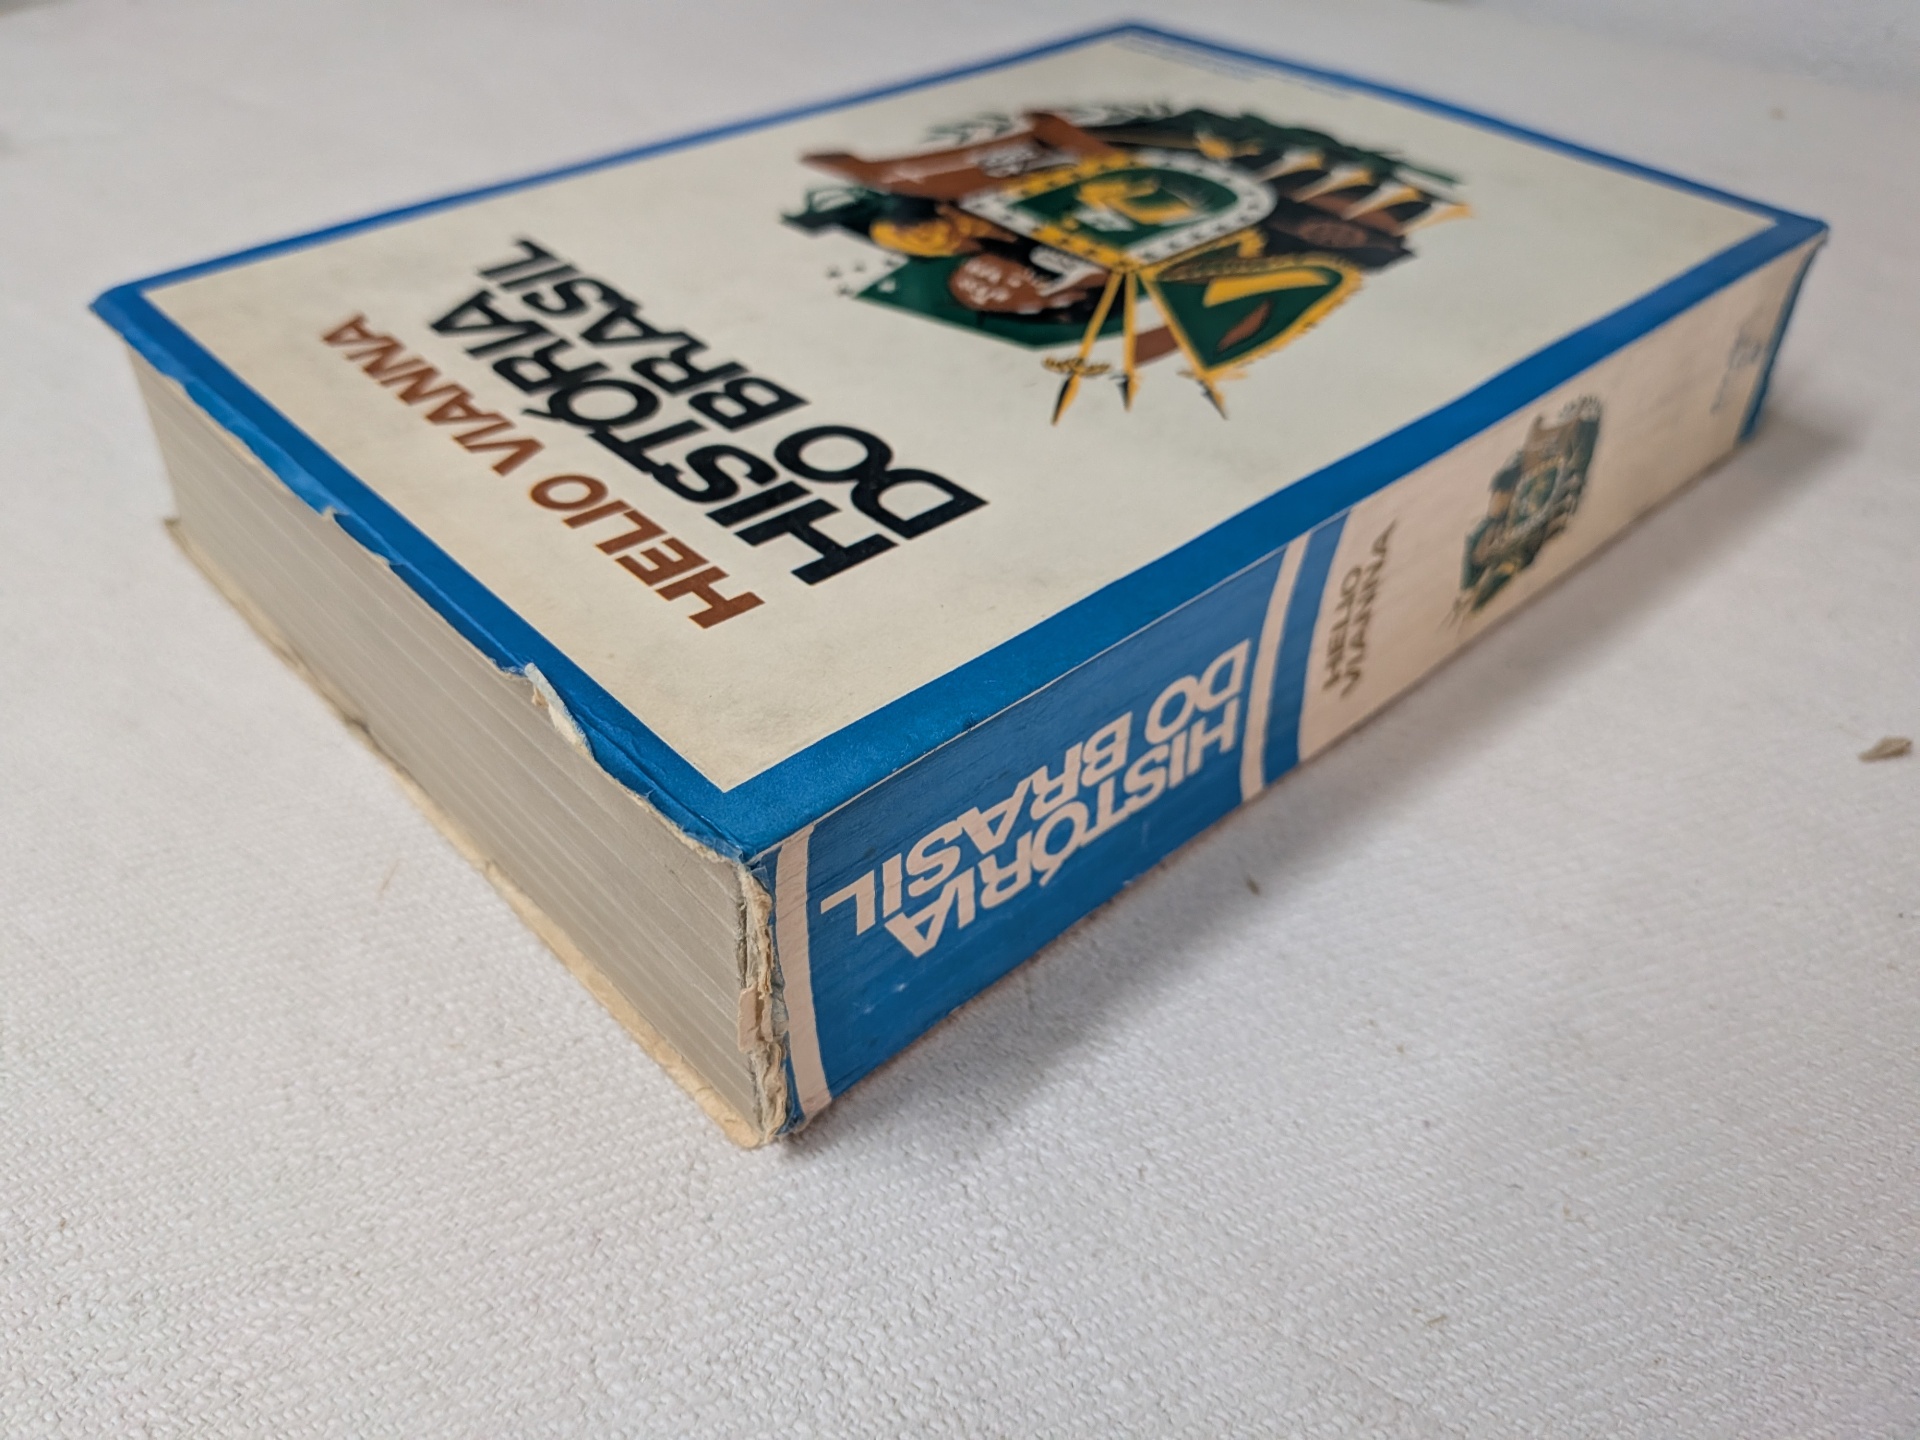 HELIO VIANNA
HISTÓRIA
DO BRASIL
HISTÓRIA
DO BRASIL
HELIO
VIANNA